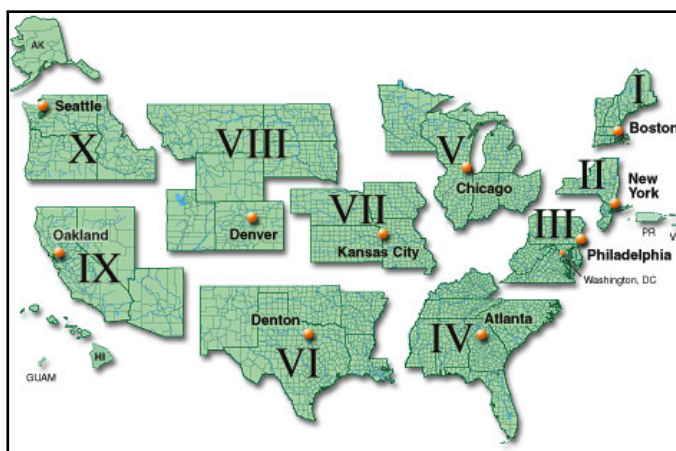 AK
Seattle
X
VIII
V
I
Boston
II
New
York
Chicago
Denver
VII
Kansas City
III
PR
V
Philadelphia
Washington, DC
Oakland
IX
HI
GUAM
Denton
VI
IV
Atlanta